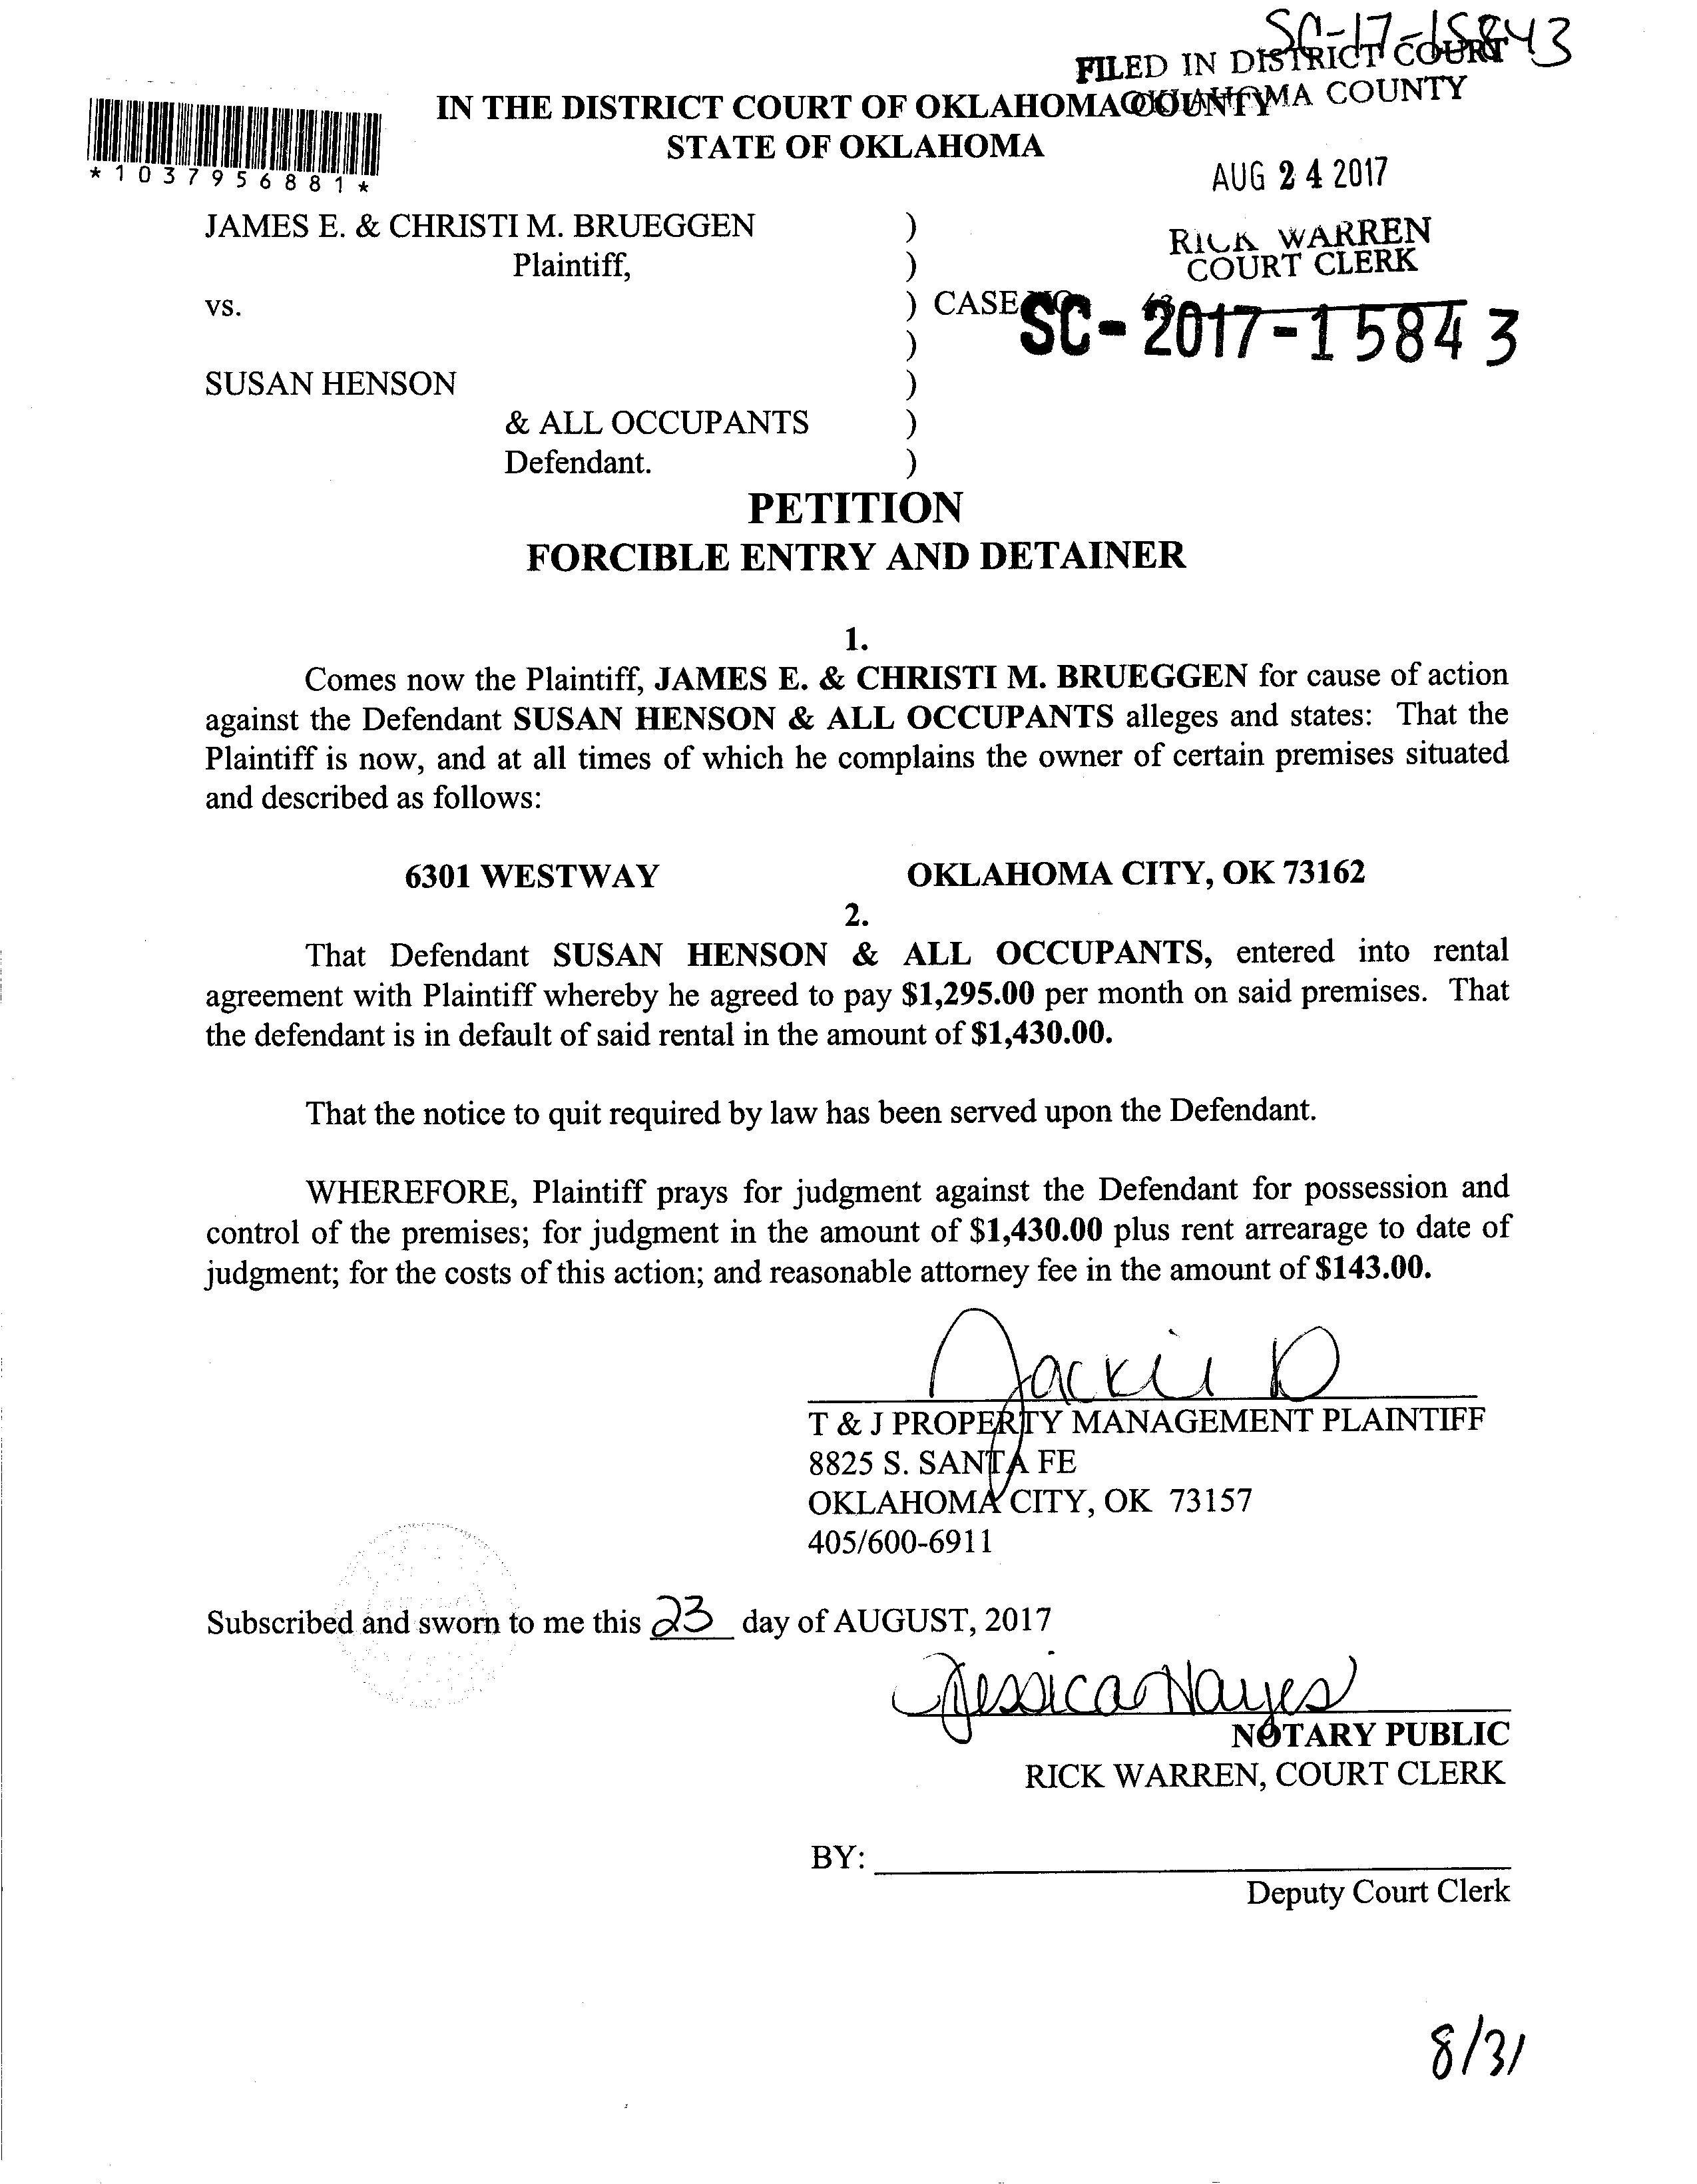 SC-17-15843
FILED IN DISTRICT COURT
OKLAHOMA COUNTY
IN THE DISTRICT COURT OF OKLAHOMA COUNTY
STATE OF OKLAHOMA
*1037956881*
AUG 24 2017
RICK WARREN
COURT CLERK
JAMES E. & CHRISTI M. BRUEGGEN )
Plaintiff, )
vs. ) CASE NO.
SC-2017-15843
)
SUSAN HENSON )
& ALL OCCUPANTS )
Defendant. )
PETITION
FORCIBLE ENTRY AND DETAINER
1.
Comes now the Plaintiff, JAMES E. & CHRISTI M. BRUEGGEN for cause of action
against the Defendant SUSAN HENSON & ALL OCCUPANTS alleges and states: That the
Plaintiff is now, and at all times of which he complains the owner of certain premises situated
and described as follows:
6301 WESTWAY OKLAHOMA CITY, OK 73162
2.
That Defendant SUSAN HENSON & ALL OCCUPANTS, entered into rental
agreement with Plaintiff whereby he agreed to pay $1,295.00 per month on said premises. That
the defendant is in default of said rental in the amount of $1,430.00.
That the notice to quit required by law has been served upon the Defendant.
WHEREFORE, Plaintiff prays for judgment against the Defendant for possession and
control of the premises; for judgment in the amount of $1,430.00 plus rent arrearage to date of
judgment; for the costs of this action; and reasonable attorney fee in the amount of $143.00.
Jackie D
T & J PROPERTY MANAGEMENT PLAINTIFF
8825 S. SANTA FE
OKLAHOMA CITY, OK 73157
405/600-6911
Subscribed and sworn to me this 23 day of AUGUST, 2017
Jessica Hayes
NOTARY PUBLIC
RICK WARREN, COURT CLERK
BY:
Deputy Court Clerk
8/31